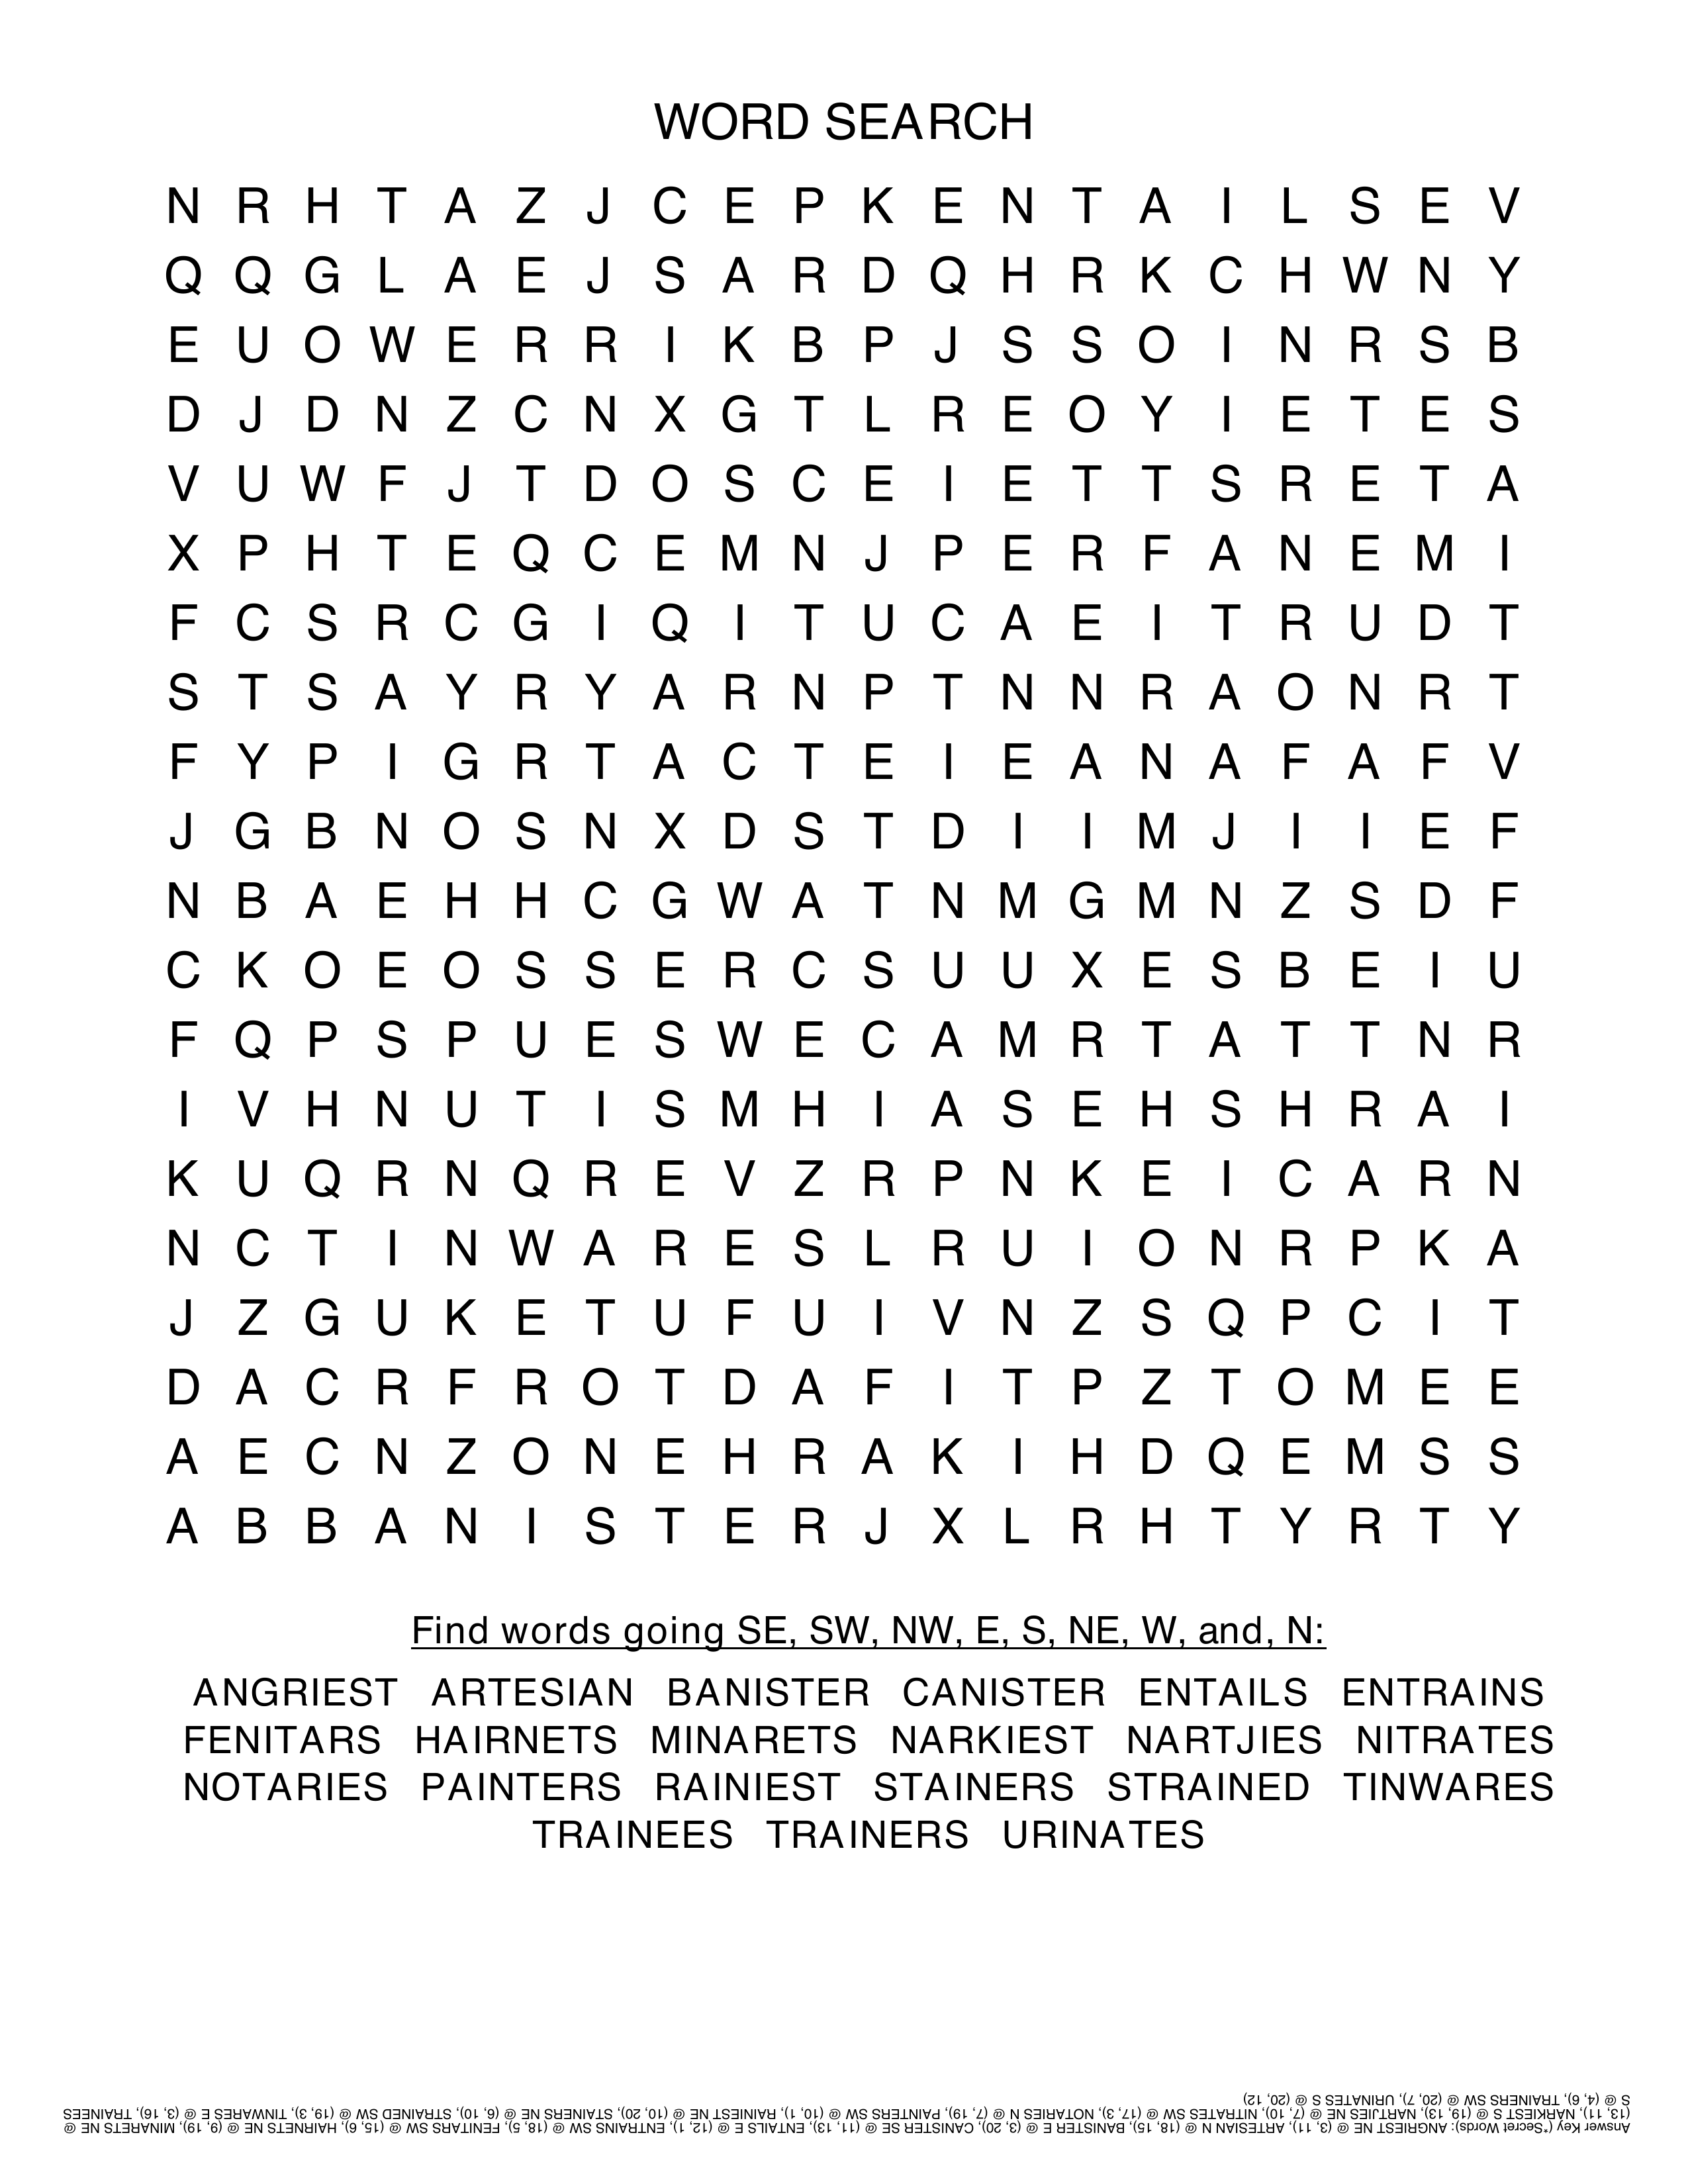 WORD SEARCH
N R H T A Z J C E P K E N T A I L S E V
Q Q G L A E J S A R D Q H R K C H W N Y
E U O W E R R I K B P J S S O I N R S B
D J D N Z C N X G T L R E O Y I E T E S
V U W F J T D O S C E I E T T S R E T A
X P H T E Q C E M N J P E R F A N E M I
F C S R C G I Q I T U C A E I T R U D T
S T S A Y R Y A R N P T N N R A O N R T
F Y P I G R T A C T E I E A N A F A F V
J G B N O S N X D S T D I I M J I I E F
N B A E H H C G W A T N M G M N Z S D F
C K O E O S S E R C S U U X E S B E I U
F Q P S P U E S W E C A M R T A T T N R
I V H N U T I S M H I A S E H S H R A I
K U Q R N Q R E V Z R P N K E I C A R N
N C T I N W A R E S L R U I O N R P K A
J Z G U K E T U F U I V N Z S Q P C I T
D A C R F R O T D A F I T P Z T O M E E
A E C N Z O N E H R A K I H D Q E M S S
A B B A N I S T E R J X L R H T Y R T Y
Find words going SE, SW, NW, E, S, NE, W, and, N:
ANGRIEST ARTESIAN BANISTER CANISTER ENTAILS ENTRAINS
FENITARS HAIRNETS MINARETS NARKIEST NARTJIES NITRATES
NOTARIES PAINTERS RAINIEST STAINERS STRAINED TINWARES
TRAINEES TRAINERS URINATES
Answer Key (*Secret Words): ANGRIEST NE @ (3, 11), ARTESIAN N @ (18, 15), BANISTER E @ (3, 20), CANISTER SE @ (11, 13), ENTAILS E @ (12, 1), ENTRAINS SW @ (18, 5), FENITARS SW @ (15, 6), HAIRNETS NE @ (9, 19), MINARETS NE @
(13, 11), NARKIEST S @ (19, 13), NARTJIES NE @ (7, 10), NITRATES SW @ (17, 3), NOTARIES N @ (7, 19), PAINTERS SW @ (10, 1), RAINIEST NE @ (10, 20), STAINERS NE @ (6, 10), STRAINED SW @ (19, 3), TINWARES E @ (3, 16), TRAINEES
S @ (4, 6), TRAINERS SW @ (20, 7), URINATES S @ (20, 12)